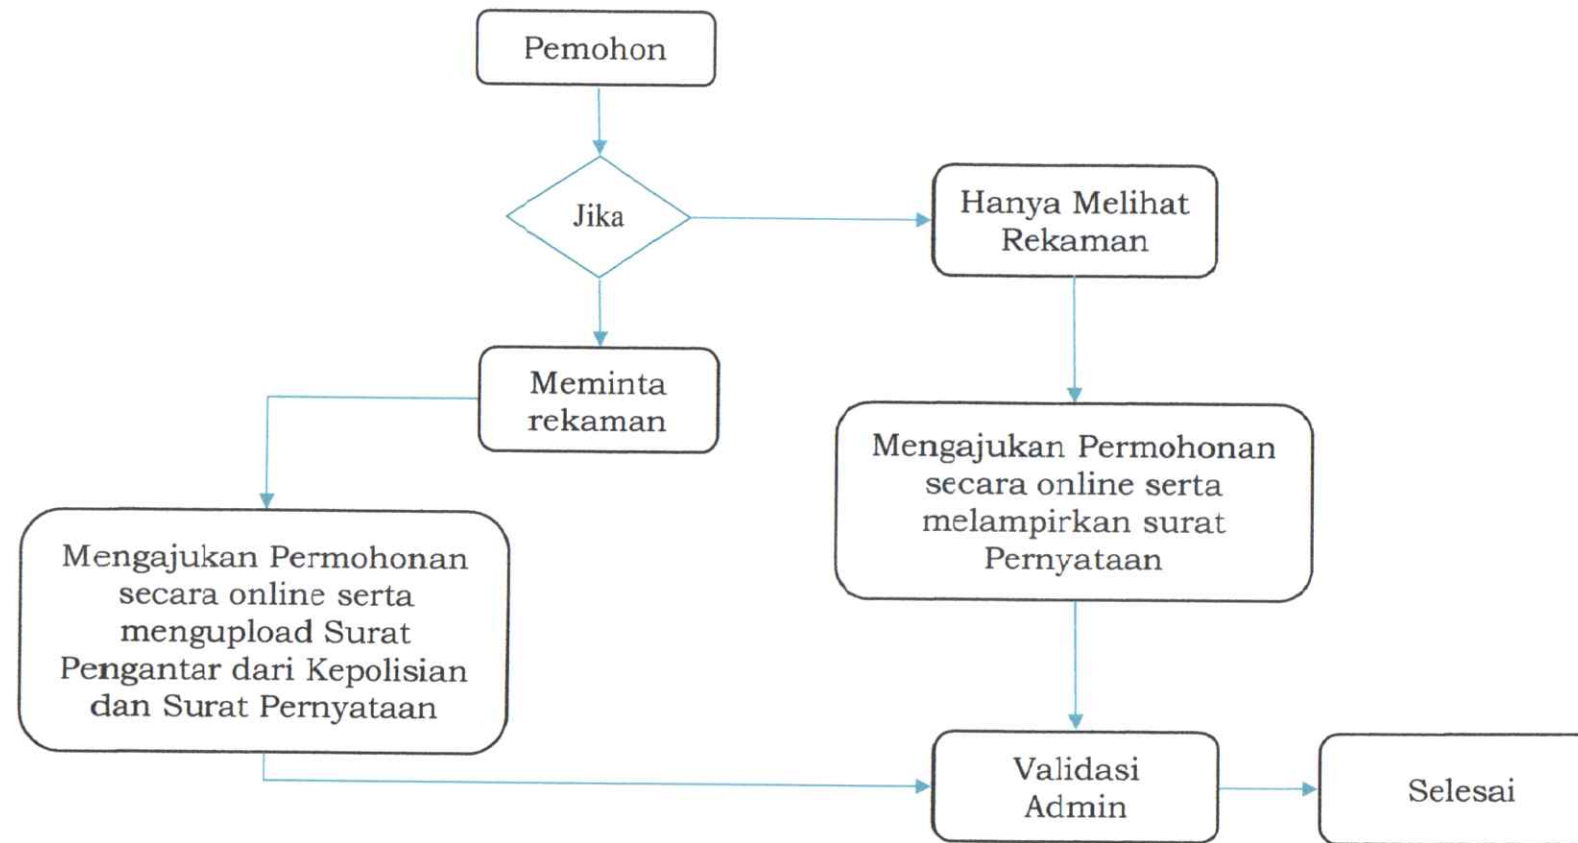 Pemohon
Jika
Hanya Melihat
Rekaman
Meminta
rekaman
Mengajukan Permohonan
secara online serta
melampirkan surat
Pernyataan
Mengajukan Permohonan
secara online serta
mengupload Surat
Pengantar dari Kepolisian
dan Surat Pernyataan
Validasi
Admin
Selesai